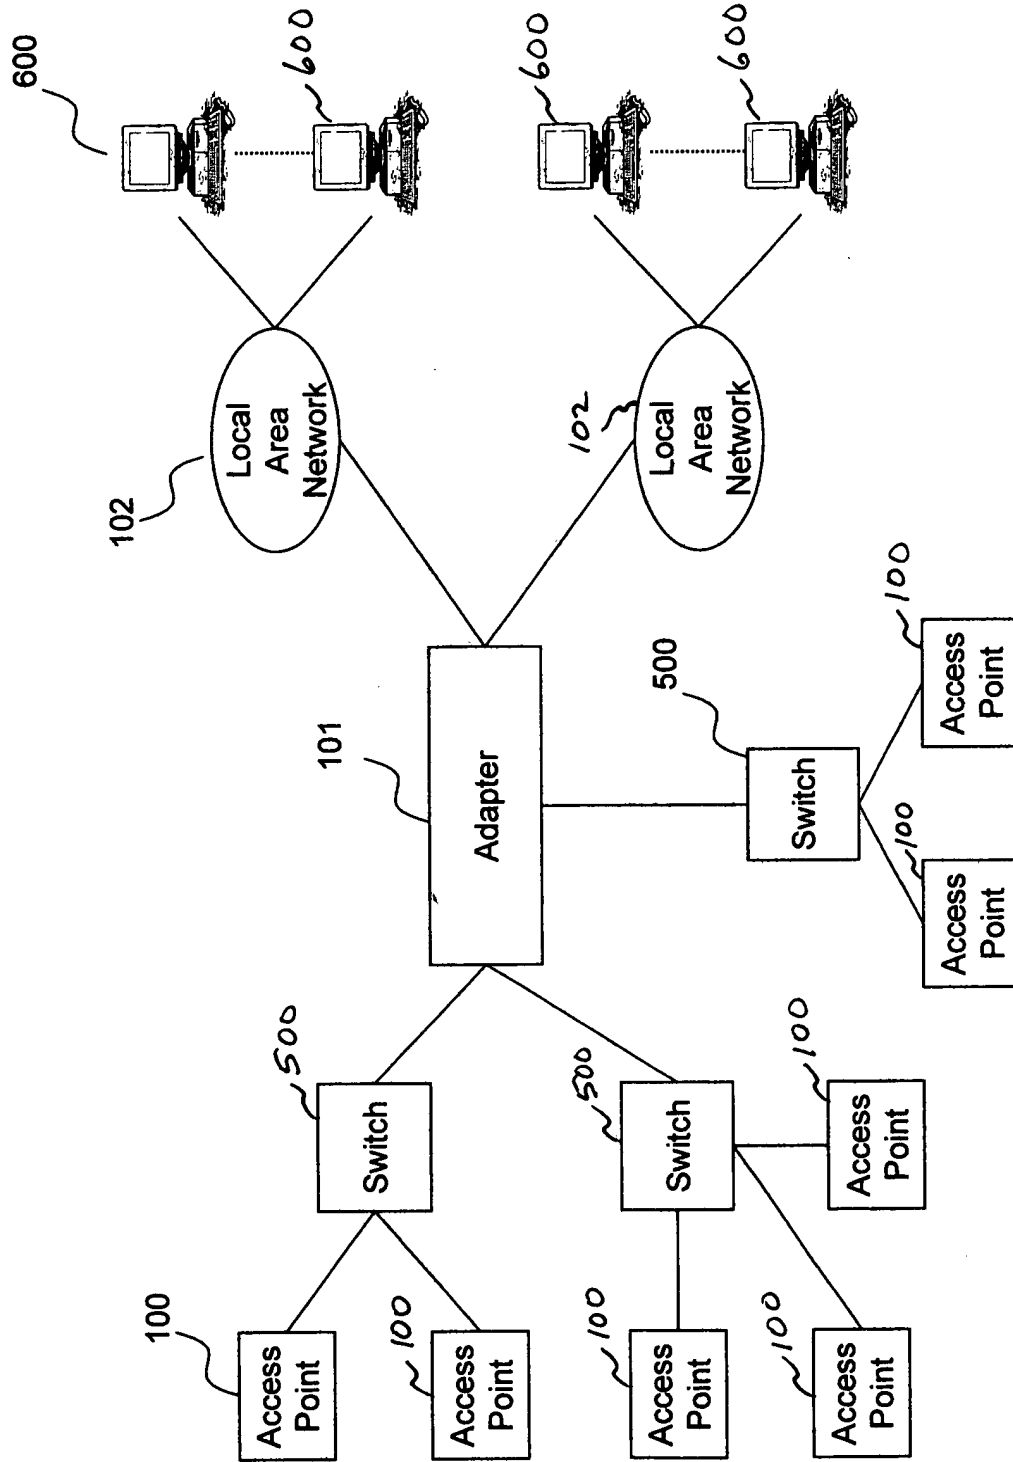 600
102
100
Local
Area
Network
Access
Point
500
600
101
Switch
100
Access
Point
Adapter
600
102
500
100
Access
Point
Switch
Local
Area
Network
500
600
100
100
Switch
Access
Point
Access
Point
100
100
Access
Point
Access
Point